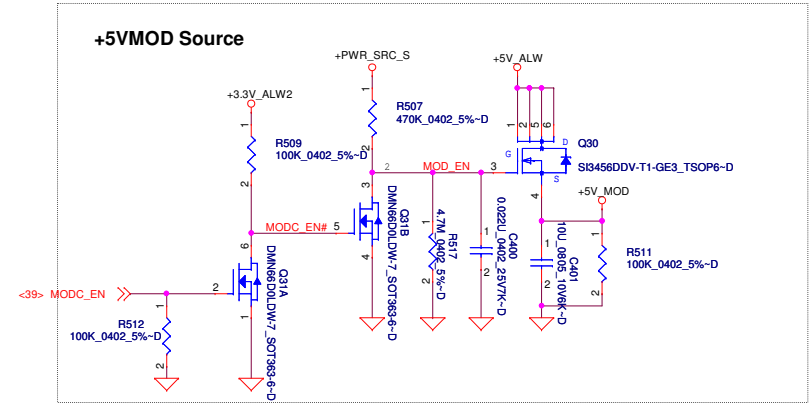 +5VMOD Source
+PWR_SRC_S
+5V_ALW
+3.3V_ALW2
1
R507
470K_0402_5%~D
2
1
R509
100K_0402_5%~D
2
1
2
5
6
D
Q30
G
S
SI3456DDV-T1-GE3_TSOP6~D
2
MOD_EN
3
4
+5V_MOD
3
MODC_EN#
5
4
Q31B
DMN66D0LDW-7_SOT363-6~D
1
R517
4.7M_0402_5%~D
2
1
C400
0.022U_0402_25V7K~D
2
1
C401
10U_0805_10V6K~D
2
1
R511
100K_0402_5%~D
2
6
Q31A
DMN66D0LDW-7_SOT363-6~D
<39> MODC_EN
2
1
1
R512
100K_0402_5%~D
2